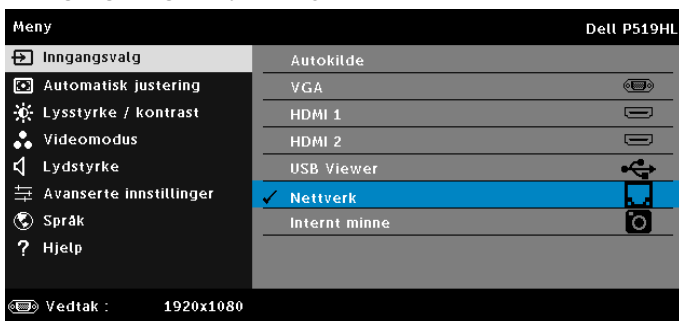 Meny Dell P519HL
Inngangsvalg
Automatisk justering
Lysstyrke / kontrast
Videomodus
Lydstyrke
Avanserte innstillinger
Språk
? Hjelp
Autokilde
VGA
HDMI 1
HDMI 2
USB Viewer
✓ Nettverk
Internt minne
Vedtak : 1920x1080